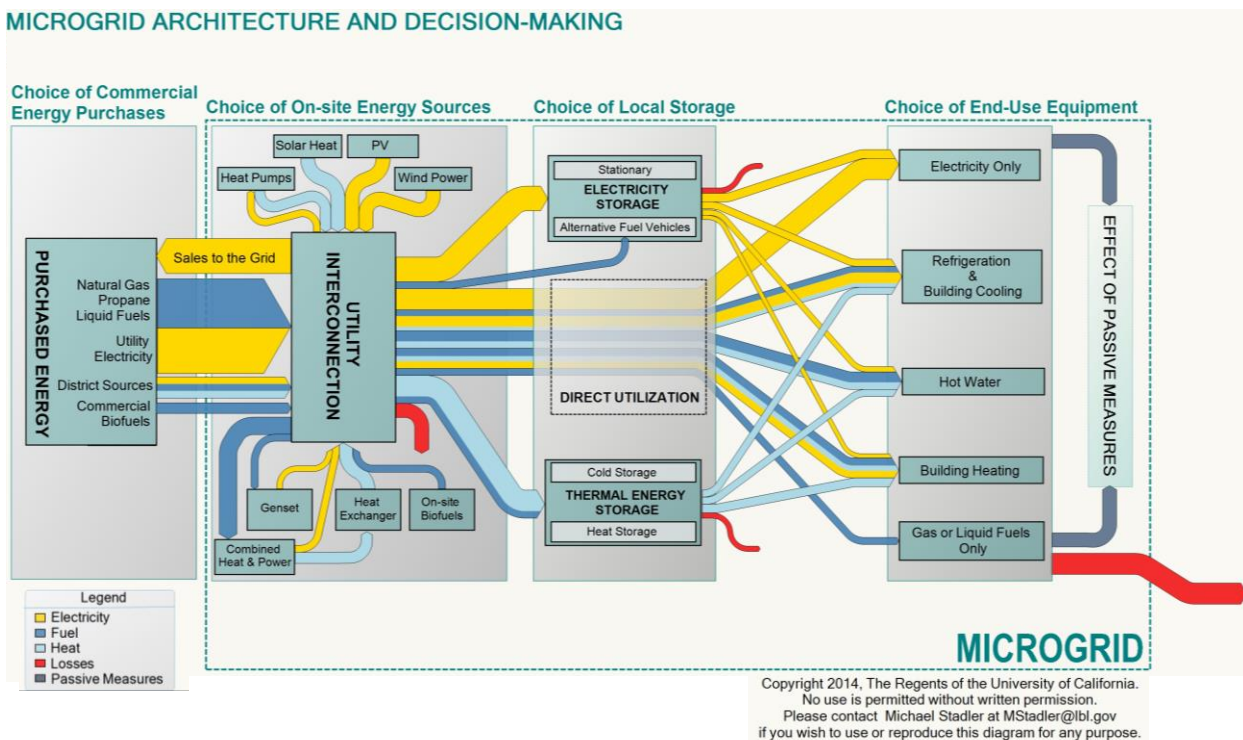 MICROGRID ARCHITECTURE AND DECISION-MAKING
Choice of Commercial
Energy Purchases
Choice of On-site Energy Sources
Choice of Local Storage
Choice of End-Use Equipment
PURCHASED ENERGY
Natural Gas
Propane
Liquid Fuels
Utility
Electricity
District Sources
Commercial
Biofuels
Sales to the Grid
Solar Heat
PV
Heat Pumps
Wind Power
UTILITY
INTERCONNECTION
Genset
Heat
Exchanger
On-site
Biofuels
Combined
Heat & Power
Stationary
ELECTRICITY
STORAGE
Alternative Fuel Vehicles
DIRECT UTILIZATION
Cold Storage
THERMAL ENERGY
STORAGE
Heat Storage
Electricity Only
Refrigeration
&
Building Cooling
Hot Water
Building Heating
Gas or Liquid Fuels
Only
EFFECT OF PASSIVE MEASURES
Legend
Electricity
Fuel
Heat
Losses
Passive Measures
MICROGRID
Copyright 2014, The Regents of the University of California.
No use is permitted without written permission.
Please contact Michael Stadler at MStadler@lbl.gov
if you wish to use or reproduce this diagram for any purpose.